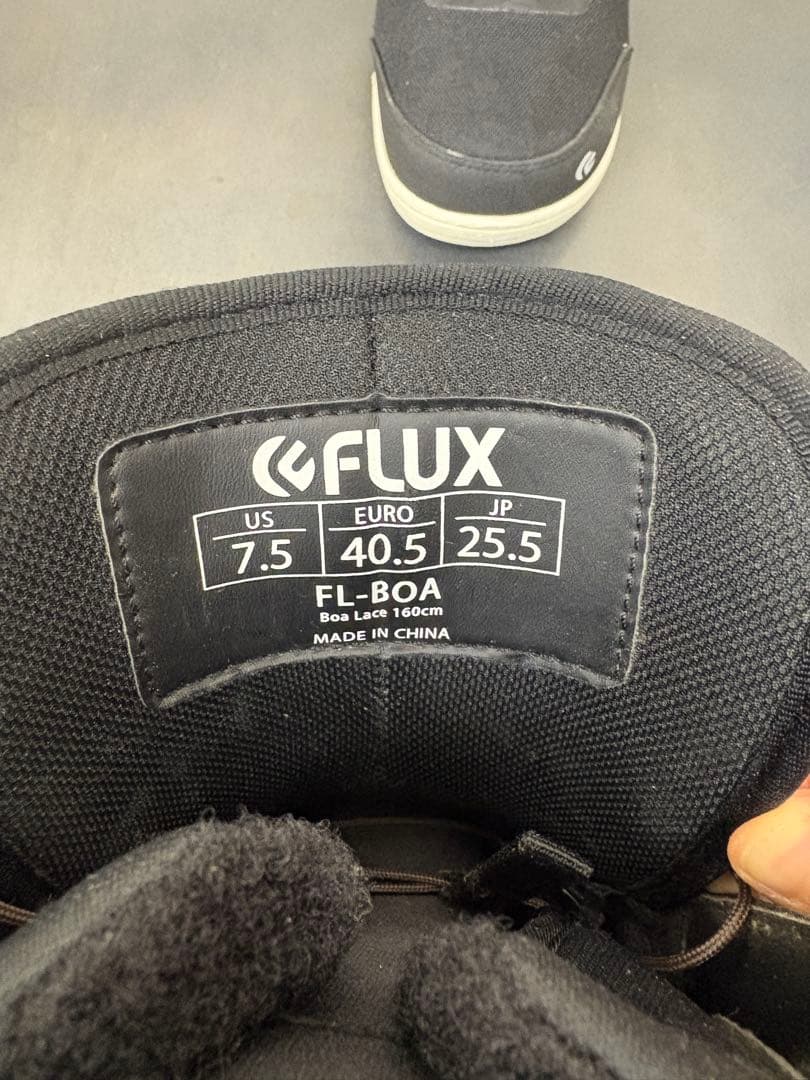 FLUX
US EURO JP
7.5 40.5 25.5
FL-BOA
Boa Lace 160cm
MADE IN CHINA